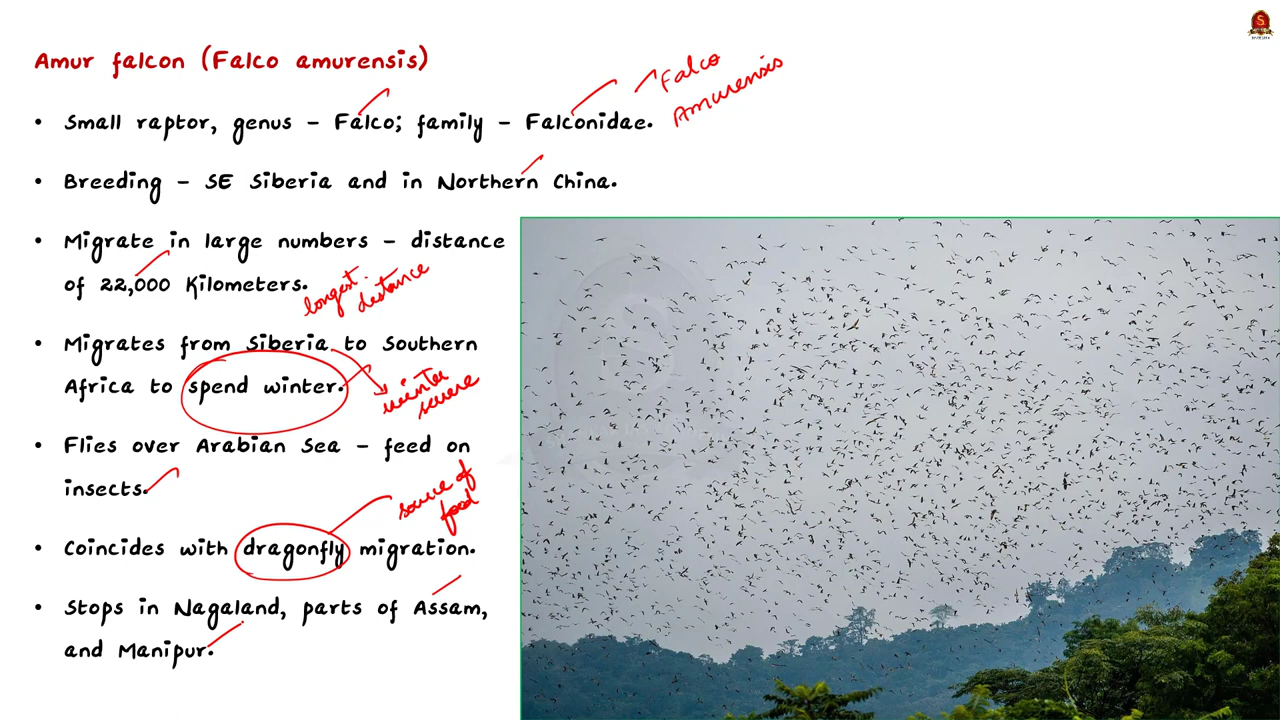 Amur falcon (Falco amurensis)
• Small raptor, genus – Falco; family – Falconidae.
Falco
Amurensis
• Breeding – SE Siberia and in Northern China.
• Migrate in large numbers – distance
of 22,000 Kilometers.
longest
distance
• Migrates from Siberia to Southern
Africa to spend winter.
winter
severe
• Flies over Arabian Sea – feed on
insects.
source of
food
• Coincides with dragonfly migration.
• Stops in Nagaland, parts of Assam,
and Manipur.